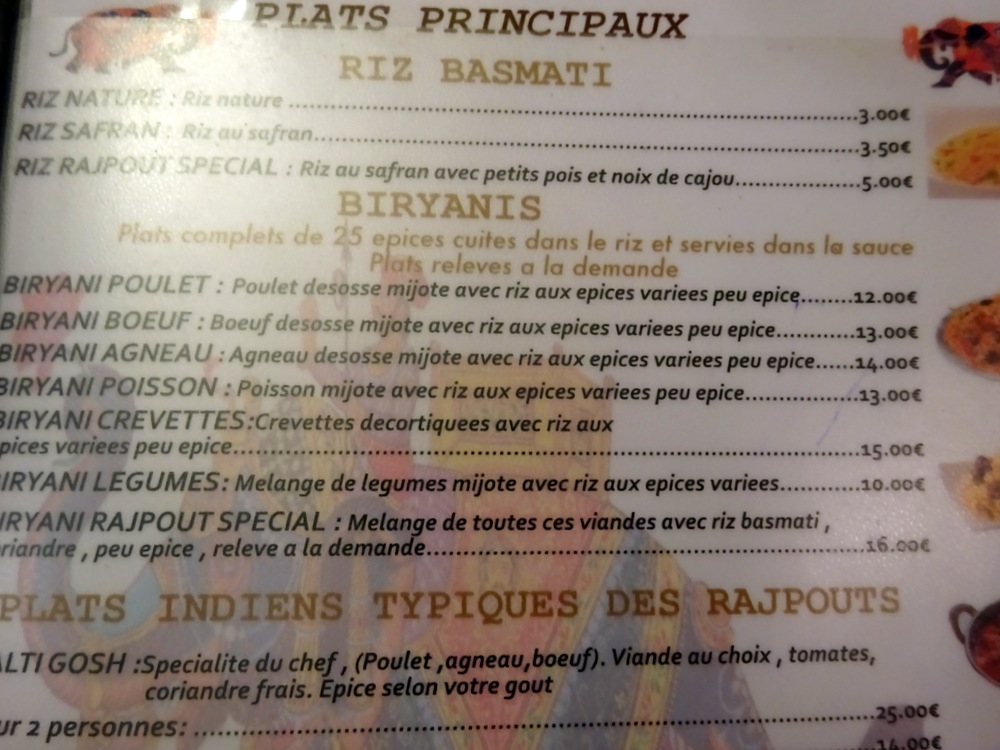 PLATS PRINCIPAUX
RIZ BASMATI
RIZ NATURE : Riz nature ...3.00€
RIZ SAFRAN : Riz au safran...3.50€
RIZ RAJPOUT SPECIAL : Riz au safran avec petits pois et noix de cajou...5.00€
BIRYANIS
Plats complets de 25 epices cuites dans le riz et servies dans la sauce
Plats releves a la demande
BIRYANI POULET : Poulet desosse mijote avec riz aux epices variees peu epice........12.00€
BIRYANI BOEUF : Boeuf desosse mijote avec riz aux epices variees peu epice...13.00€
BIRYANI AGNEAU : Agneau desosse mijote avec riz aux epices variees peu epice......14.00€
BIRYANI POISSON : Poisson mijote avec riz aux epices variees peu epice...13.00€
BIRYANI CREVETTES:Crevettes decortiquees avec riz aux
pices variees peu epice...15.00€
IRYANI LEGUMES: Melange de legumes mijote avec riz aux epices variees...10.00€
IRYANI RAJPOUT SPECIAL : Melange de toutes ces viandes avec riz basmati ,
riandre , peu epice , releve a la demande...16.00€
PLATS INDIENS TYPIQUES DES RAJPOUTS
ALTI GOSH :Specialite du chef , (Poulet ,agneau,boeuf). Viande au choix , tomates,
coriandre frais. Epice selon votre gout
...25.00€
ur 2 personnes: ...14.00€